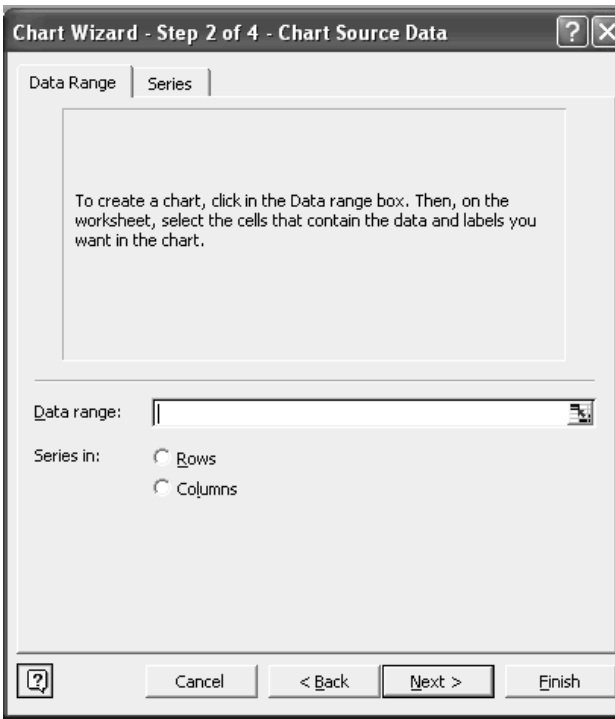 Chart Wizard - Step 2 of 4 - Chart Source Data
Data Range Series
To create a chart, click in the Data range box. Then, on the
worksheet, select the cells that contain the data and labels you
want in the chart.
Data range:
Series in: Rows
Columns
Cancel < Back Next > Finish